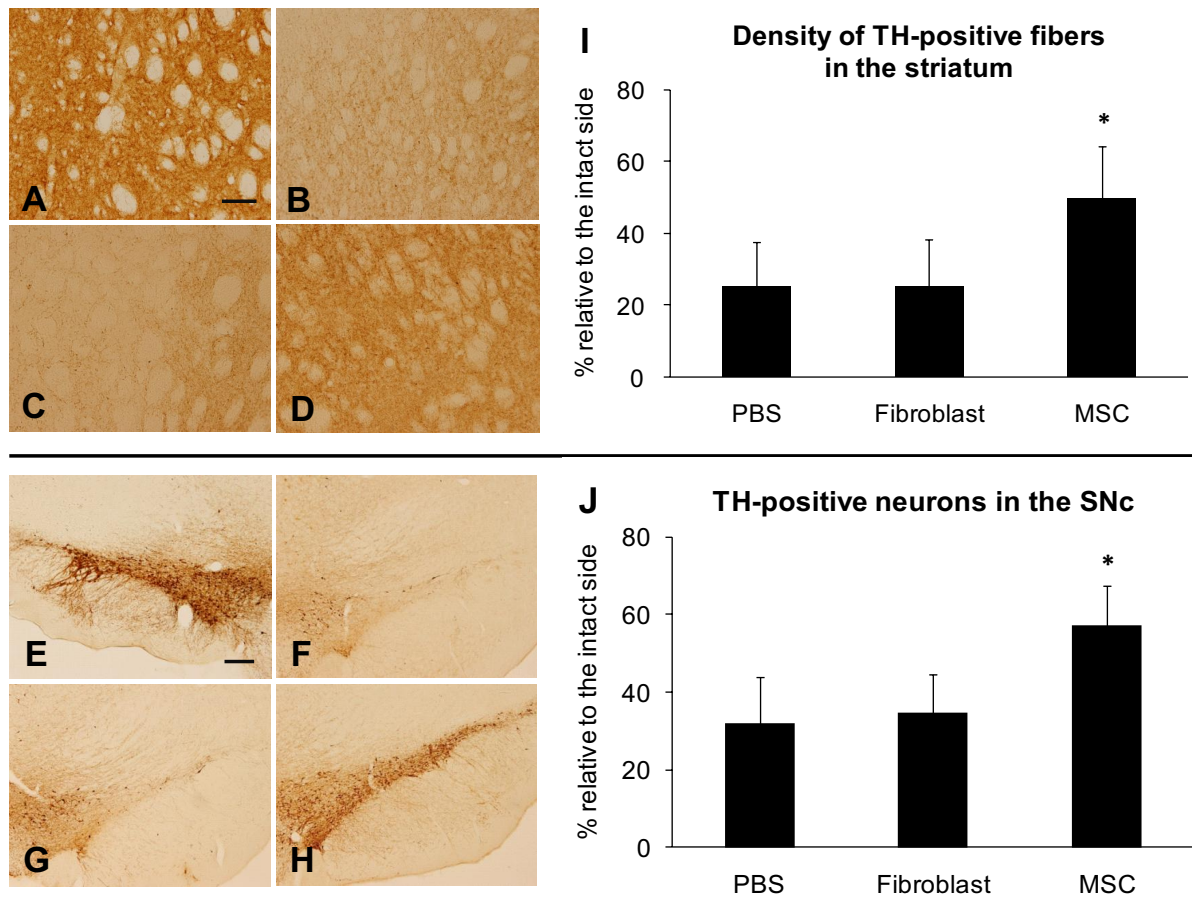 A
B
C
D
I
Density of TH-positive fibers
in the striatum
% relative to the intact side
80
60
40
20
0
*
PBS
Fibroblast
MSC
E
F
G
H
J
TH-positive neurons in the SNc
% relative to the intact side
80
60
40
20
0
*
PBS
Fibroblast
MSC